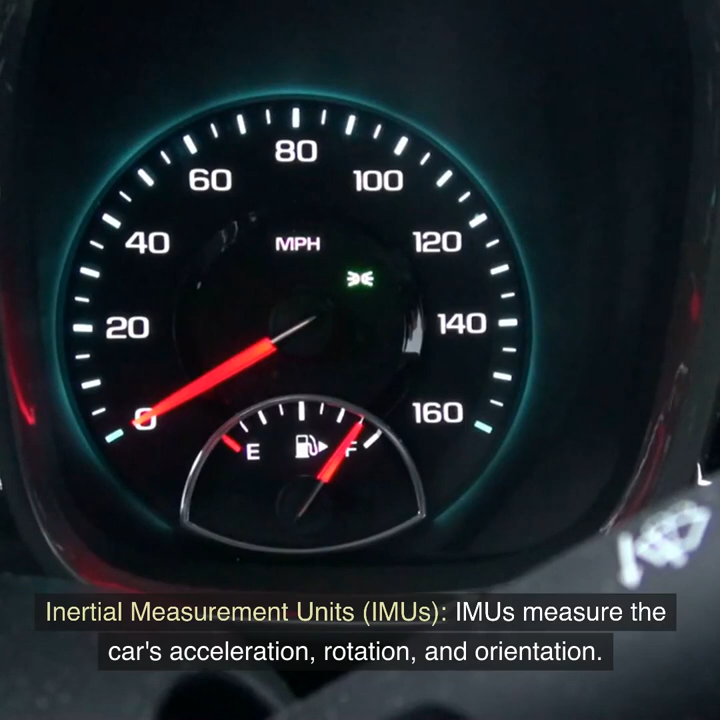 80
60
100
40
MPH
120
20
140
0
160
E
F
Inertial Measurement Units (IMUs): IMUs measure the
car's acceleration, rotation, and orientation.